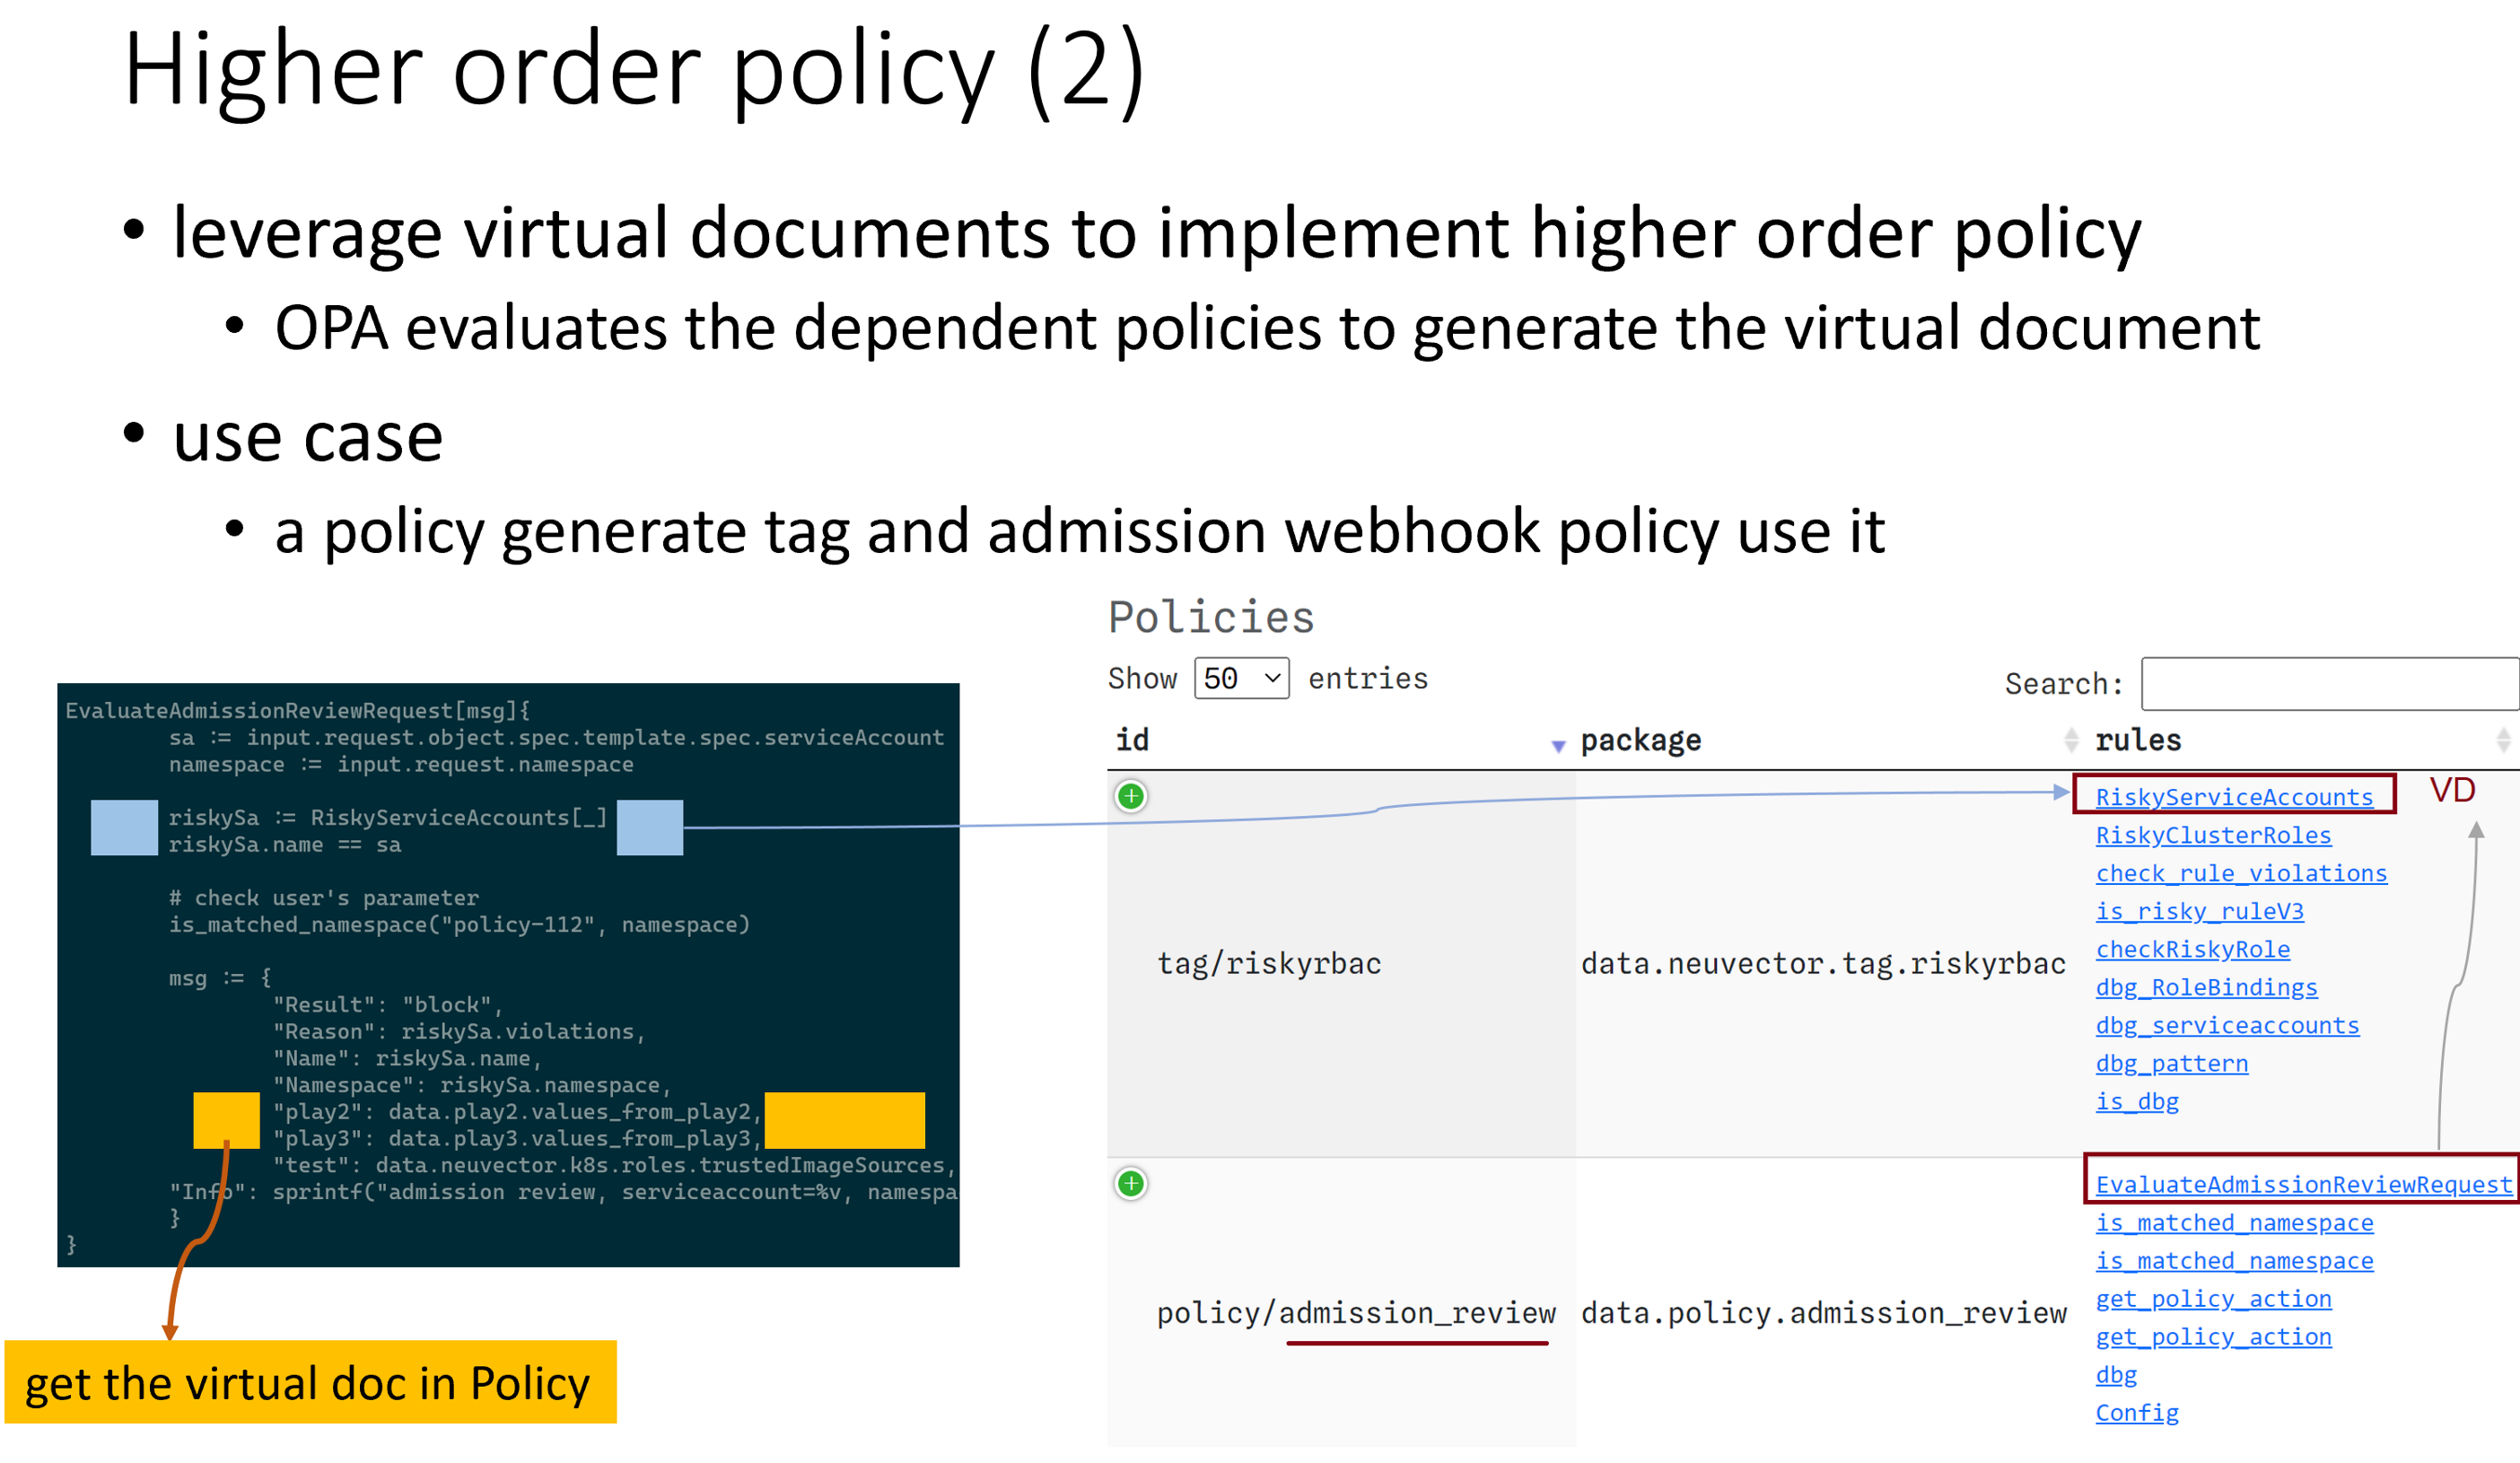 Higher order policy (2)
• leverage virtual documents to implement higher order policy
• OPA evaluates the dependent policies to generate the virtual document
• use case
• a policy generate tag and admission webhook policy use it
EvaluateAdmissionReviewRequest[msg]{
sa := input.request.object.spec.template.spec.serviceAccount
namespace := input.request.namespace
riskySa := RiskyServiceAccounts[_]
riskySa.name == sa
# check user's parameter
is_matched_namespace("policy-112", namespace)
msg := {
"Result": "block",
"Reason": riskySa.violations,
"Name": riskySa.name,
"Namespace": riskySa.namespace,
"play2": data.play2.values_from_play2,
"play3": data.play3.values_from_play3,
"test": data.neuvector.k8s.roles.trustedImageSources,
"Info": sprintf("admission review, serviceaccount=%v, namespa
}
}
get the virtual doc in Policy
Policies
Show 50 entries
Search:
id package rules
tag/riskyrbac
data.neuvector.tag.riskyrbac
RiskyServiceAccounts
VD
RiskyClusterRoles
check_rule_violations
is_risky_ruleV3
checkRiskyRole
dbg_RoleBindings
dbg_serviceaccounts
dbg_pattern
is_dbg
policy/admission_review
data.policy.admission_review
EvaluateAdmissionReviewRequest
is_matched_namespace
is_matched_namespace
get_policy_action
get_policy_action
dbg
Config